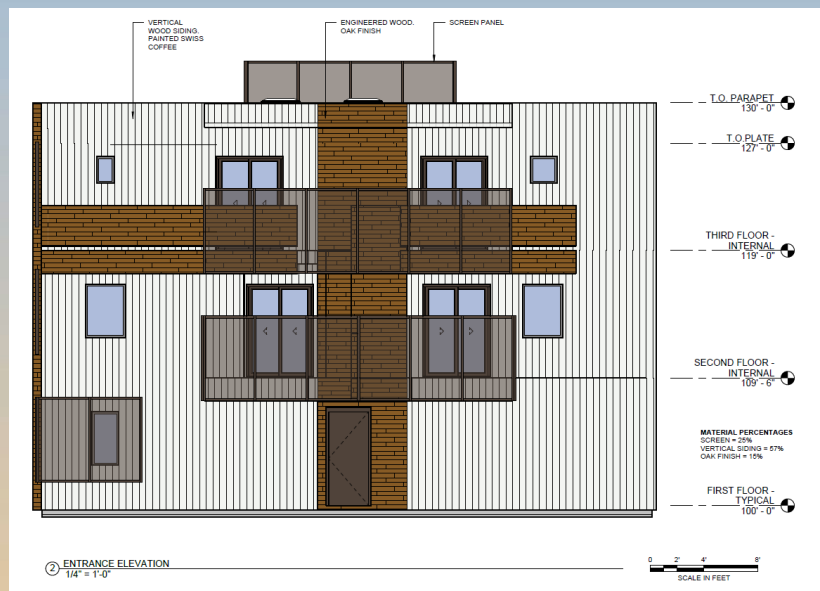 VERTICAL
WOOD SIDING.
PAINTED SWISS
COFFEE
ENGINEERED WOOD.
OAK FINISH
SCREEN PANEL
T.O. PARAPET
130' - 0"
T.O.PLATE
127' - 0"
THIRD FLOOR -
INTERNAL
119' - 0"
SECOND FLOOR -
INTERNAL
109' - 6"
MATERIAL PERCENTAGES
SCREEN = 25%
VERTICAL SIDING = 57%
OAK FINISH = 18%
FIRST FLOOR -
TYPICAL
100' - 0"
2 ENTRANCE ELEVATION
1/4" = 1'-0"
0 2' 4' 8'
SCALE IN FEET